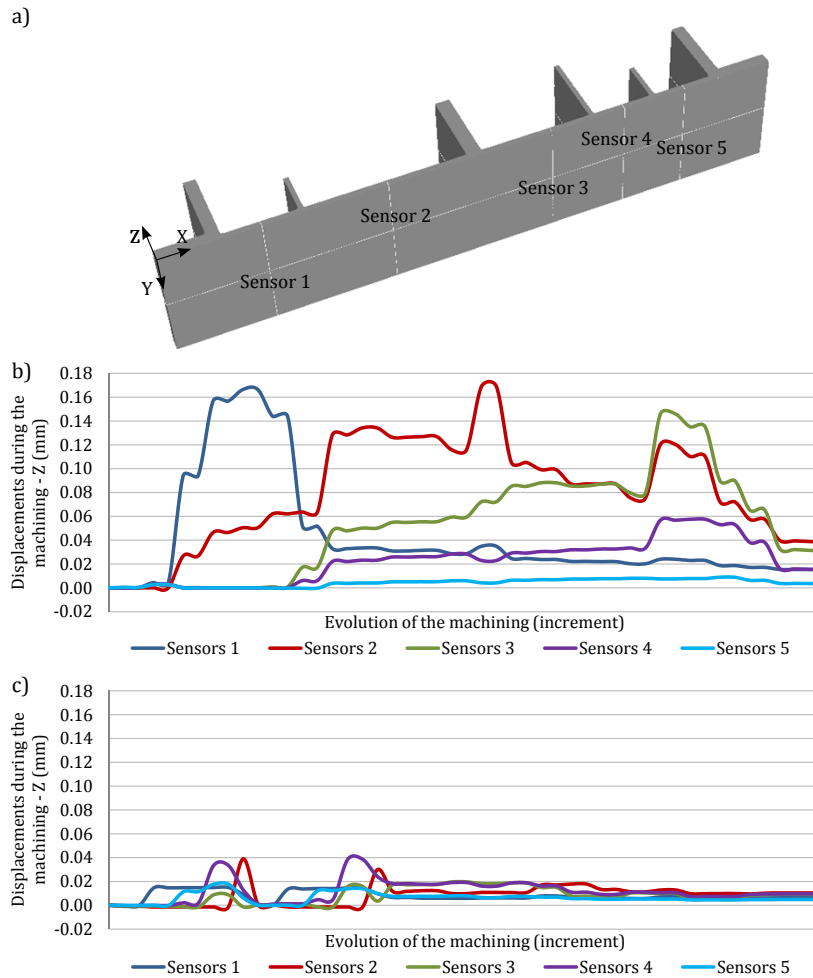 a)
Sensor 4
Sensor 5
Sensor 3
Sensor 2
Z
X
Sensor 1
Y
b)
0.18
0.16
0.14
0.12
0.10
0.08
0.06
0.04
0.02
0.00
-0.02
Displacements during the
machining - Z (mm)
Evolution of the machining (increment)
Sensors 1 Sensors 2 Sensors 3 Sensors 4 Sensors 5
c)
0.18
0.16
0.14
0.12
0.10
0.08
0.06
0.04
0.02
0.00
-0.02
Displacements during the
machining - Z (mm)
Evolution of the machining (increment)
Sensors 1 Sensors 2 Sensors 3 Sensors 4 Sensors 5